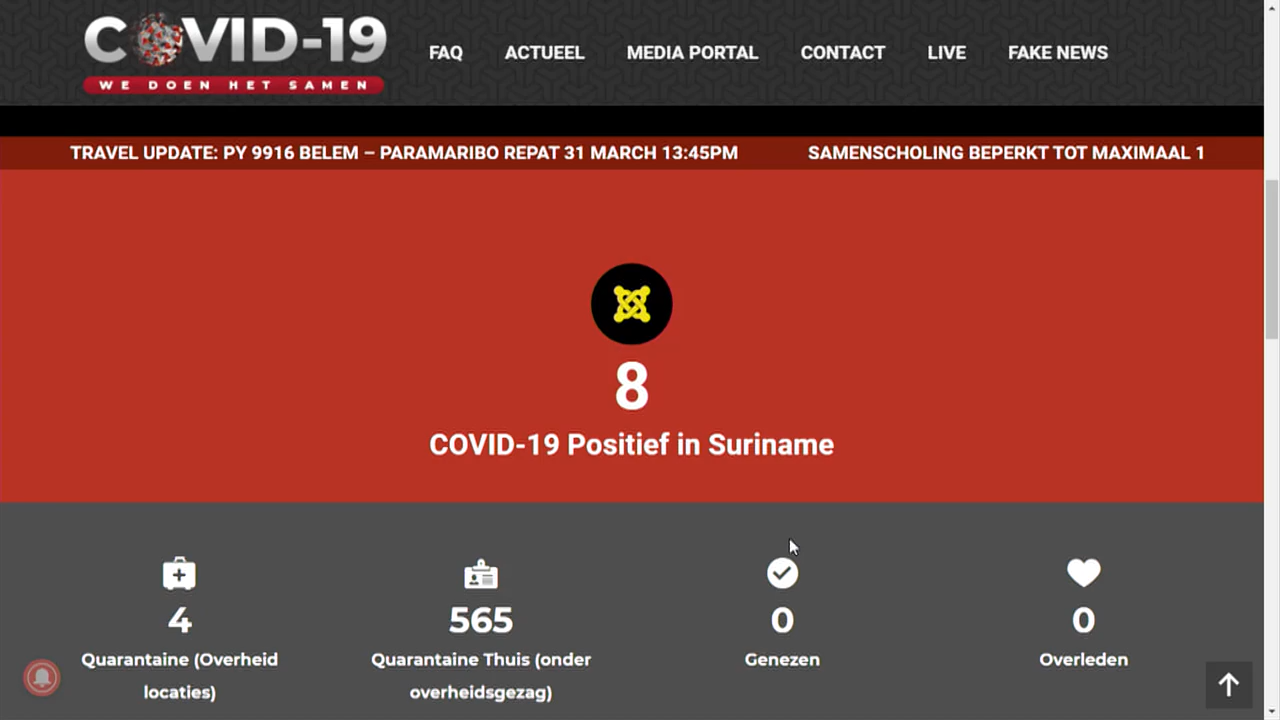 COVID-19
WE DOEN HET SAMEN
FAQ ACTUEEL MEDIA PORTAL CONTACT LIVE FAKE NEWS
TRAVEL UPDATE: PY 9916 BELEM – PARAMARIBO REPAT 31 MARCH 13:45PM SAMENSCHOLING BEPERKT TOT MAXIMAAL 1
8
COVID-19 Positief in Suriname
4
Quarantaine (Overheid
locaties)
565
Quarantaine Thuis (onder
overheidsgezag)
0
Genezen
0
Overleden